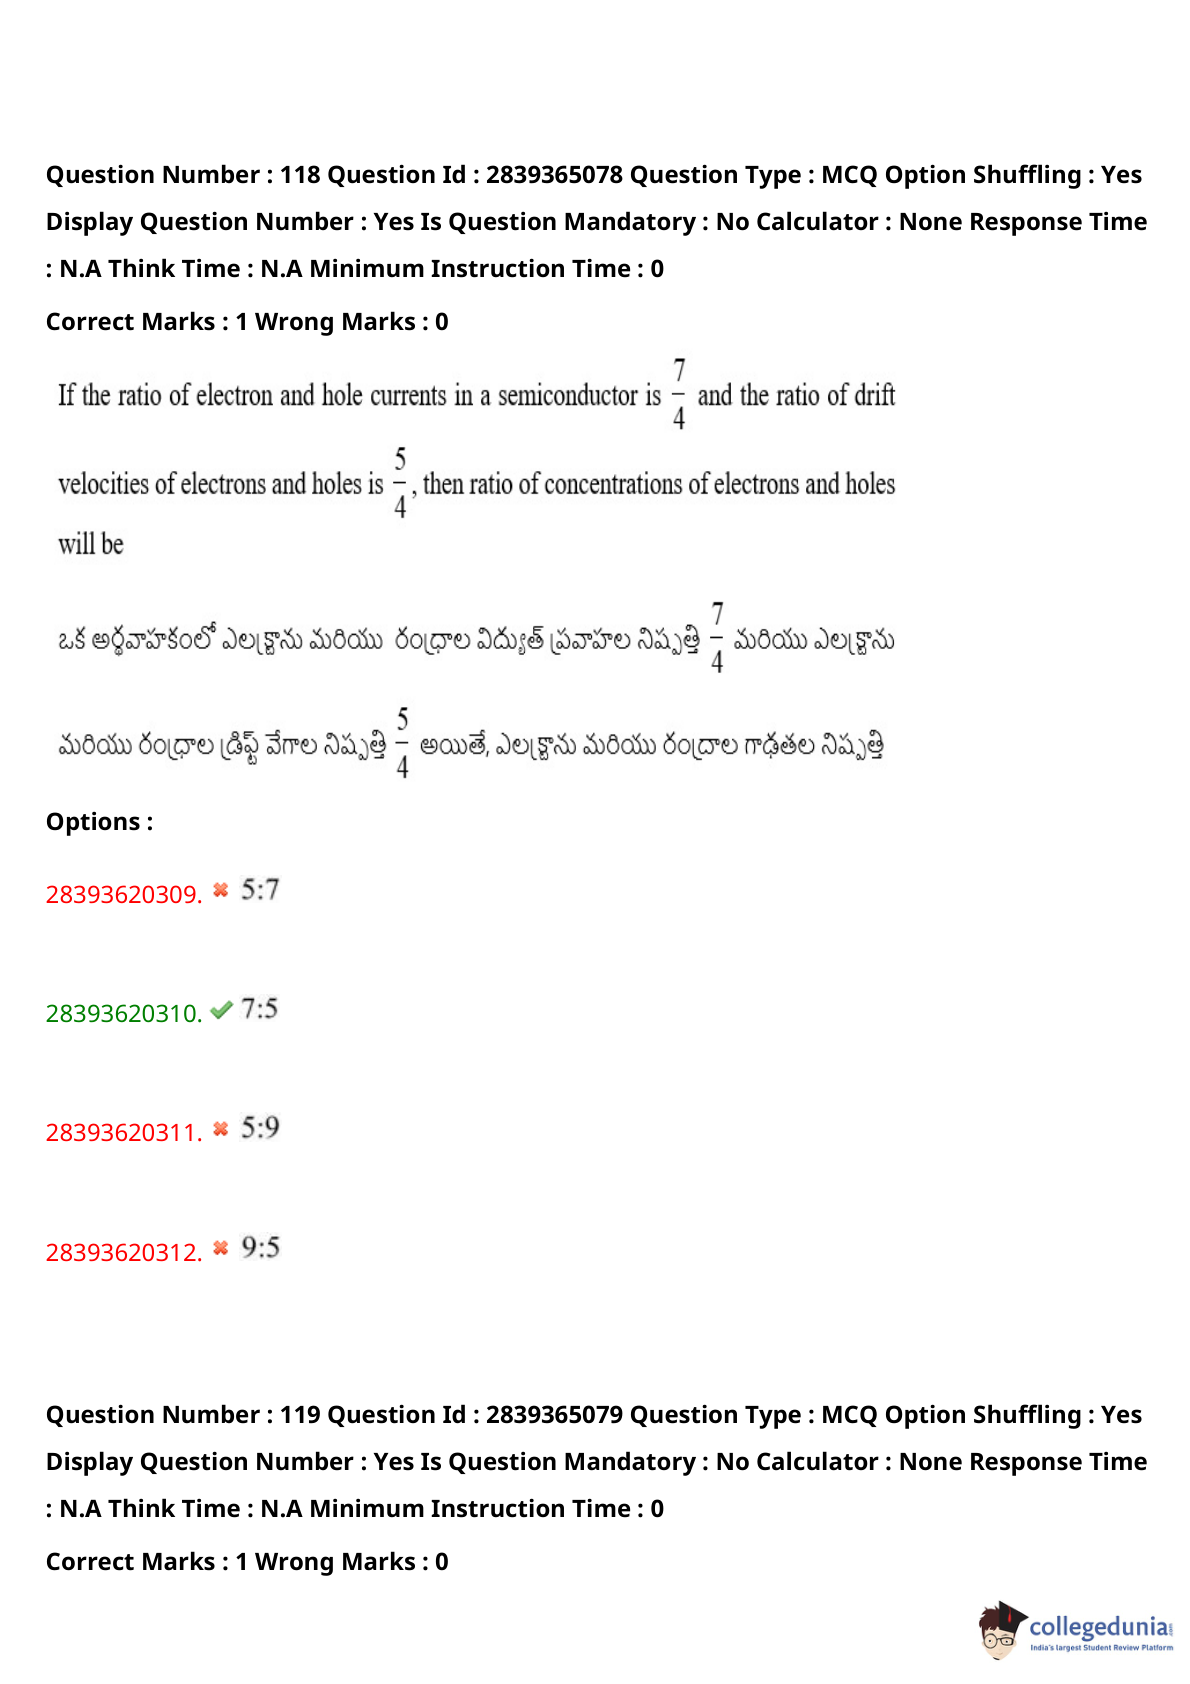 Question Number : 118 Question Id : 2839365078 Question Type : MCQ Option Shuffling : Yes
Display Question Number : Yes Is Question Mandatory : No Calculator : None Response Time
: N.A Think Time : N.A Minimum Instruction Time : 0
Correct Marks : 1 Wrong Marks : 0
If the ratio of electron and hole currents in a semiconductor is 7/4 and the ratio of drift
velocities of electrons and holes is 5/4, then ratio of concentrations of electrons and holes
will be
ఒక అర్థవాహకంలో ఎలక్ట్రాను మరియు రంధ్రాల విద్యుత్ ప్రవాహల నిష్పత్తి 7/4 మరియు ఎలక్ట్రాను
మరియు రంధ్రాల డ్రిఫ్ట్ వేగాల నిష్పత్తి 5/4 అయితే, ఎలక్ట్రాను మరియు రంద్రాల గాఢతల నిష్పత్తి
Options :
28393620309. 5:7
28393620310. 7:5
28393620311. 5:9
28393620312. 9:5
Question Number : 119 Question Id : 2839365079 Question Type : MCQ Option Shuffling : Yes
Display Question Number : Yes Is Question Mandatory : No Calculator : None Response Time
: N.A Think Time : N.A Minimum Instruction Time : 0
Correct Marks : 1 Wrong Marks : 0
collegedunia.com
India's largest Student Review Platform